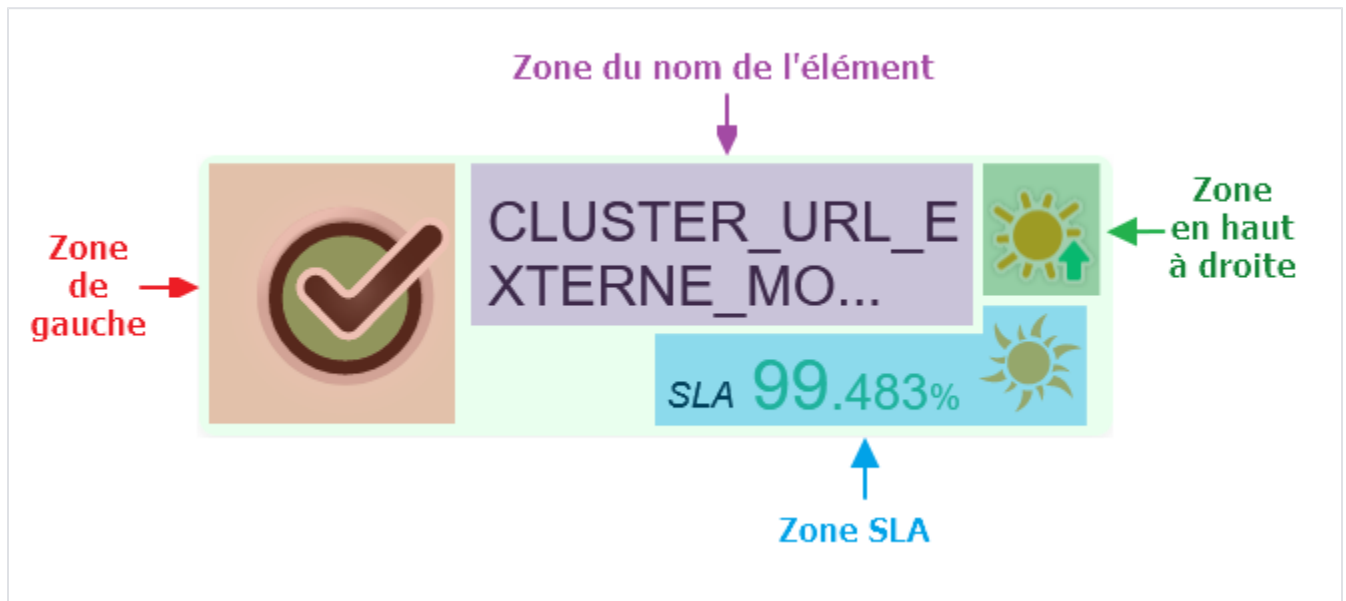 Zone du nom de l'élément
Zone
de
gauche
CLUSTER_URL_E
XTERNE_MO...
Zone
en haut
à droite
SLA 99.483%
Zone SLA